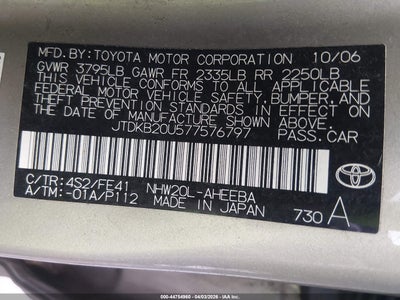 MFD.BY: TOYOTA MOTOR CORPORATION 10/06
GVWR 3795LB GAWR FR 2335LB RR 2250LB
THIS VEHICLE CONFORMS TO ALL APPLICABLE
FEDERAL MOTOR VEHICLE SAFETY, BUMPER, AND
THEFT PREVENTION STANDARDS IN EFFECT ON
THE DATE OF MANUFACTURE SHOWN ABOVE.
JTDKB20U577576797 PASS.CAR
C/TR: 4S2/FE41 NHW20L-AHEEBA
A/TM: -01A/P112 MADE IN JAPAN 730 A
TOYOTA
000-44754960 - 04/03/2026 - IAA